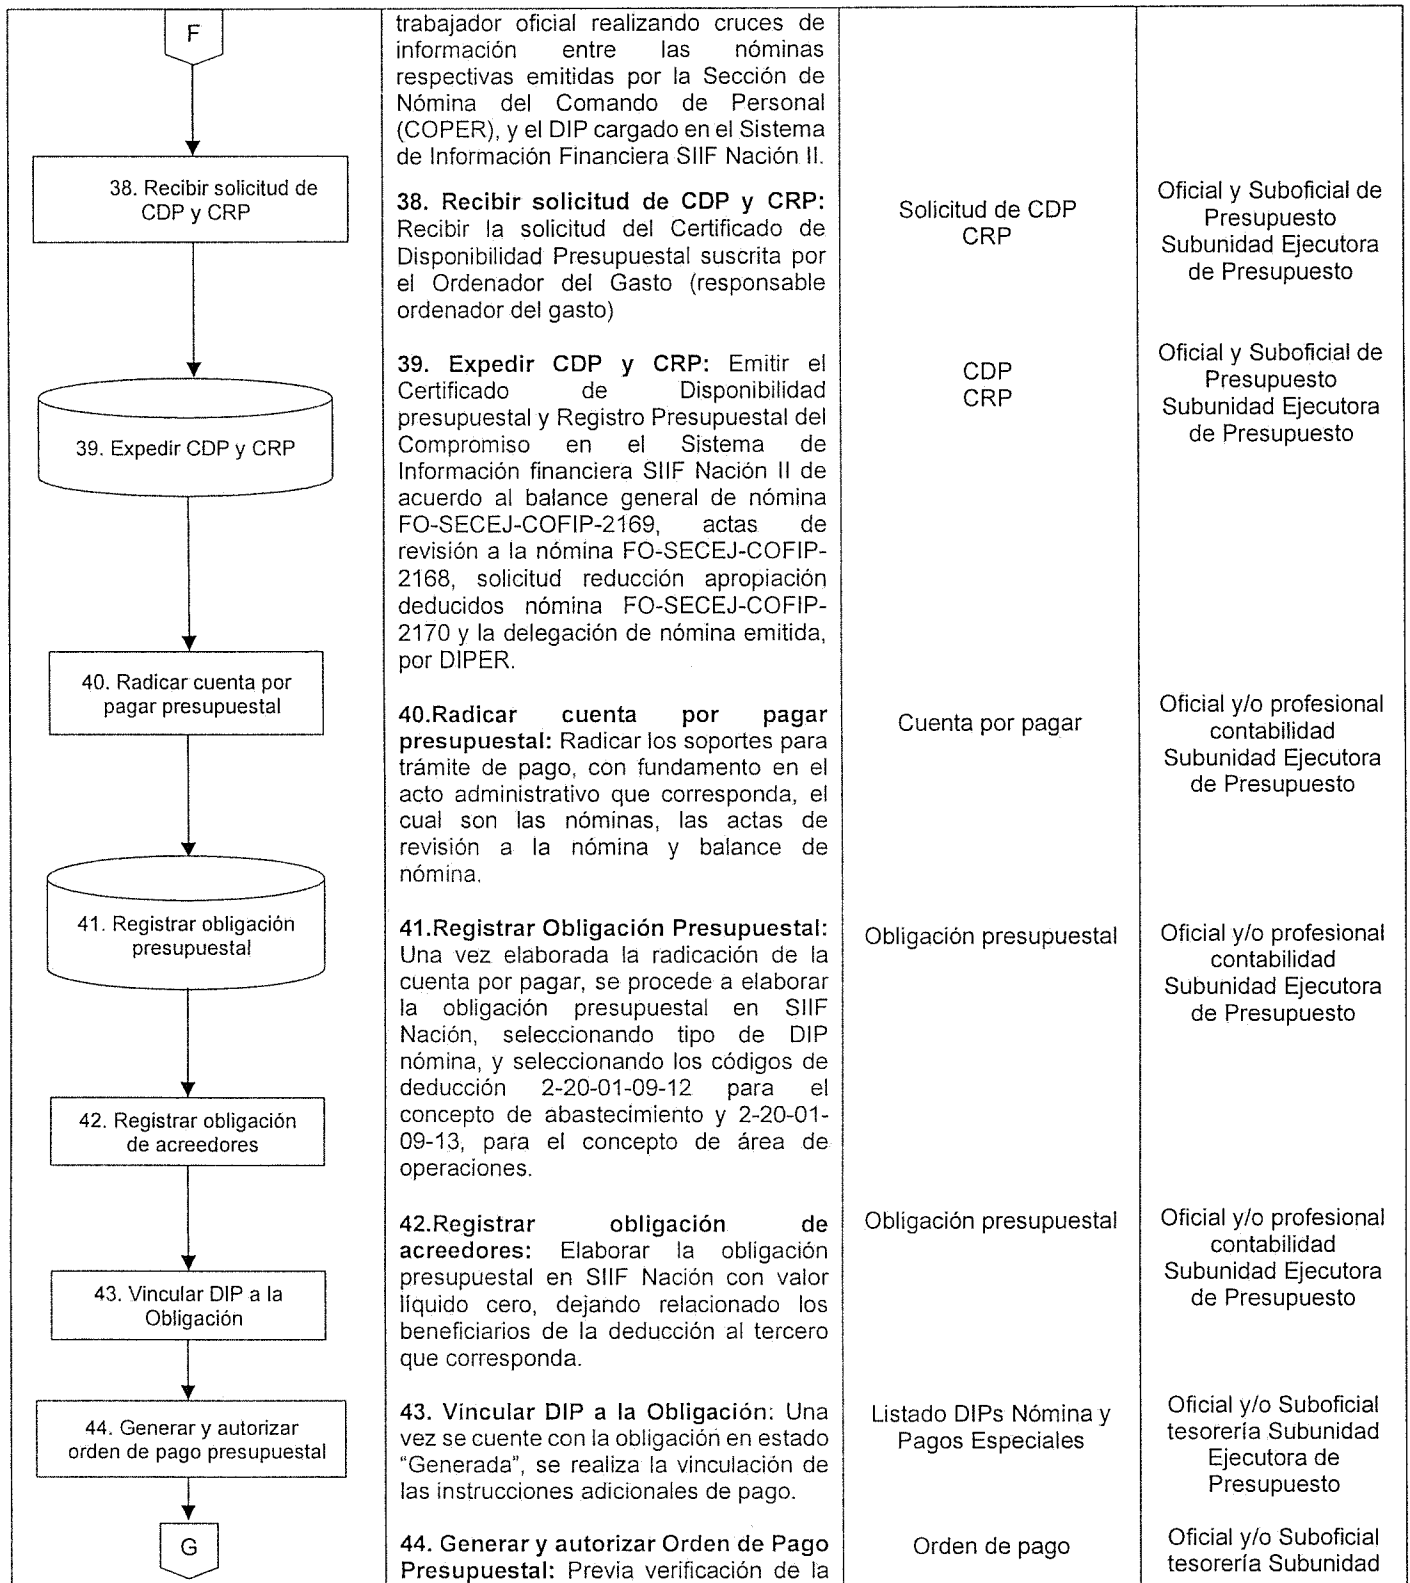 F
38. Recibir solicitud de
CDP y CRP
39. Expedir CDP y CRP
40. Radicar cuenta por
pagar presupuestal
41. Registrar obligación
presupuestal
42. Registrar obligación
de acreedores
43. Vincular DIP a la
Obligación
44. Generar y autorizar
orden de pago presupuestal
G
trabajador oficial realizando cruces de
información entre las nóminas
respectivas emitidas por la Sección de
Nómina del Comando de Personal
(COPER), y el DIP cargado en el Sistema
de Información Financiera SIIF Nación II.
38. Recibir solicitud de CDP y CRP:
Recibir la solicitud del Certificado de
Disponibilidad Presupuestal suscrita por
el Ordenador del Gasto (responsable
ordenador del gasto)
Solicitud de CDP
CRP
Oficial y Suboficial de
Presupuesto
Subunidad Ejecutora
de Presupuesto
39. Expedir CDP y CRP: Emitir el
Certificado de Disponibilidad
presupuestal y Registro Presupuestal del
Compromiso en el Sistema de
Información financiera SIIF Nación II de
acuerdo al balance general de nómina
FO-SECEJ-COFIP-2169, actas de
revisión a la nómina FO-SECEJ-COFIP-
2168, solicitud reducción apropiación
deducidos nómina FO-SECEJ-COFIP-
2170 y la delegación de nómina emitida,
por DIPER.
CDP
CRP
Oficial y Suboficial de
Presupuesto
Subunidad Ejecutora
de Presupuesto
40.Radicar cuenta por pagar
presupuestal: Radicar los soportes para
trámite de pago, con fundamento en el
acto administrativo que corresponda, el
cual son las nóminas, las actas de
revisión a la nómina y balance de
nómina.
Cuenta por pagar
Oficial y/o profesional
contabilidad
Subunidad Ejecutora
de Presupuesto
41.Registrar Obligación Presupuestal:
Una vez elaborada la radicación de la
cuenta por pagar, se procede a elaborar
la obligación presupuestal en SIIF
Nación, seleccionando tipo de DIP
nómina, y seleccionando los códigos de
deducción 2-20-01-09-12 para el
concepto de abastecimiento y 2-20-01-
09-13, para el concepto de área de
operaciones.
Obligación presupuestal
Oficial y/o profesional
contabilidad
Subunidad Ejecutora
de Presupuesto
42.Registrar obligación de
acreedores: Elaborar la obligación
presupuestal en SIIF Nación con valor
líquido cero, dejando relacionado los
beneficiarios de la deducción al tercero
que corresponda.
Obligación presupuestal
Oficial y/o profesional
contabilidad
Subunidad Ejecutora
de Presupuesto
43. Vincular DIP a la Obligación: Una
vez se cuente con la obligación en estado
“Generada”, se realiza la vinculación de
las instrucciones adicionales de pago.
Listado DIPs Nómina y
Pagos Especiales
Oficial y/o Suboficial
tesorería Subunidad
Ejecutora de
Presupuesto
44. Generar y autorizar Orden de Pago
Presupuestal: Previa verificación de la
Orden de pago
Oficial y/o Suboficial
tesorería Subunidad